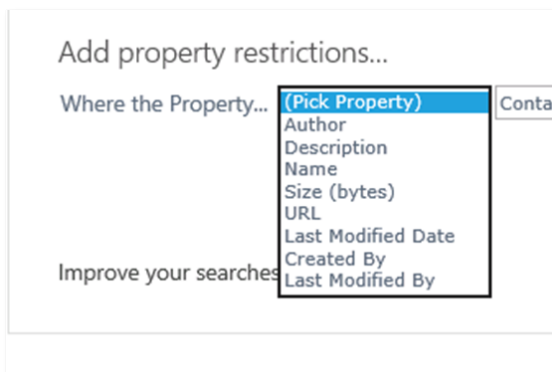 Add property restrictions...
Where the Property... (Pick Property)
Author
Description
Name
Size (bytes)
URL
Last Modified Date
Created By
Last Modified By
Improve your searches